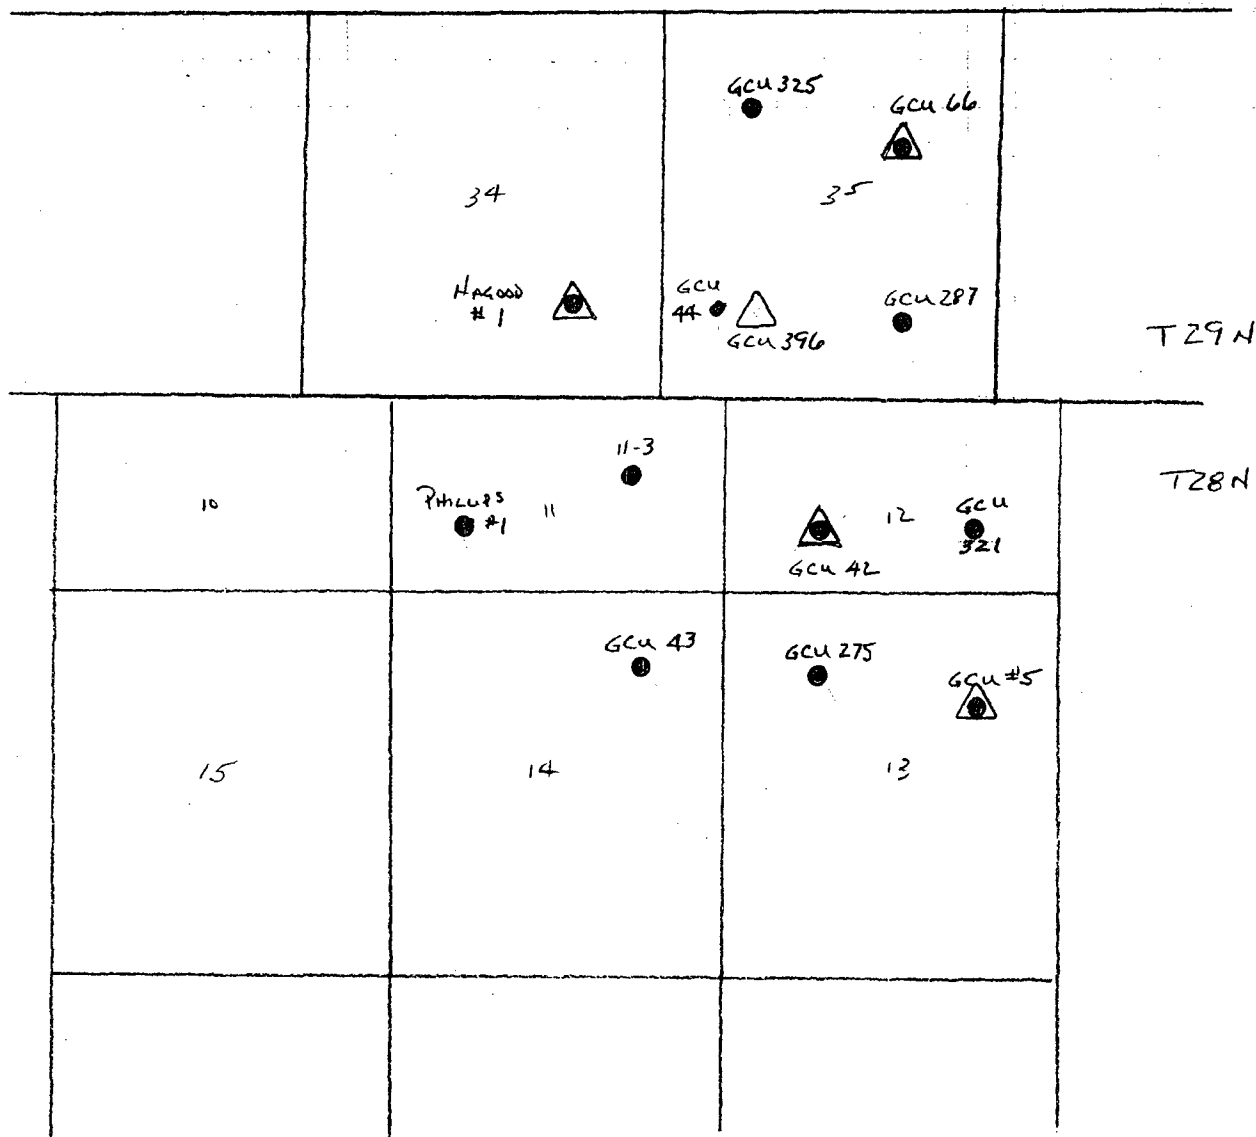 GCU 325
GCU 66
34
35
HAGOOD
# 1
GCU
44
GCU 396
GCU 287
T29N
T28N
10
PHILLIPS
#1
11
11-3
12
GCU 42
GCU
321
GCU 43
GCU 275
GCU #5
15
14
13